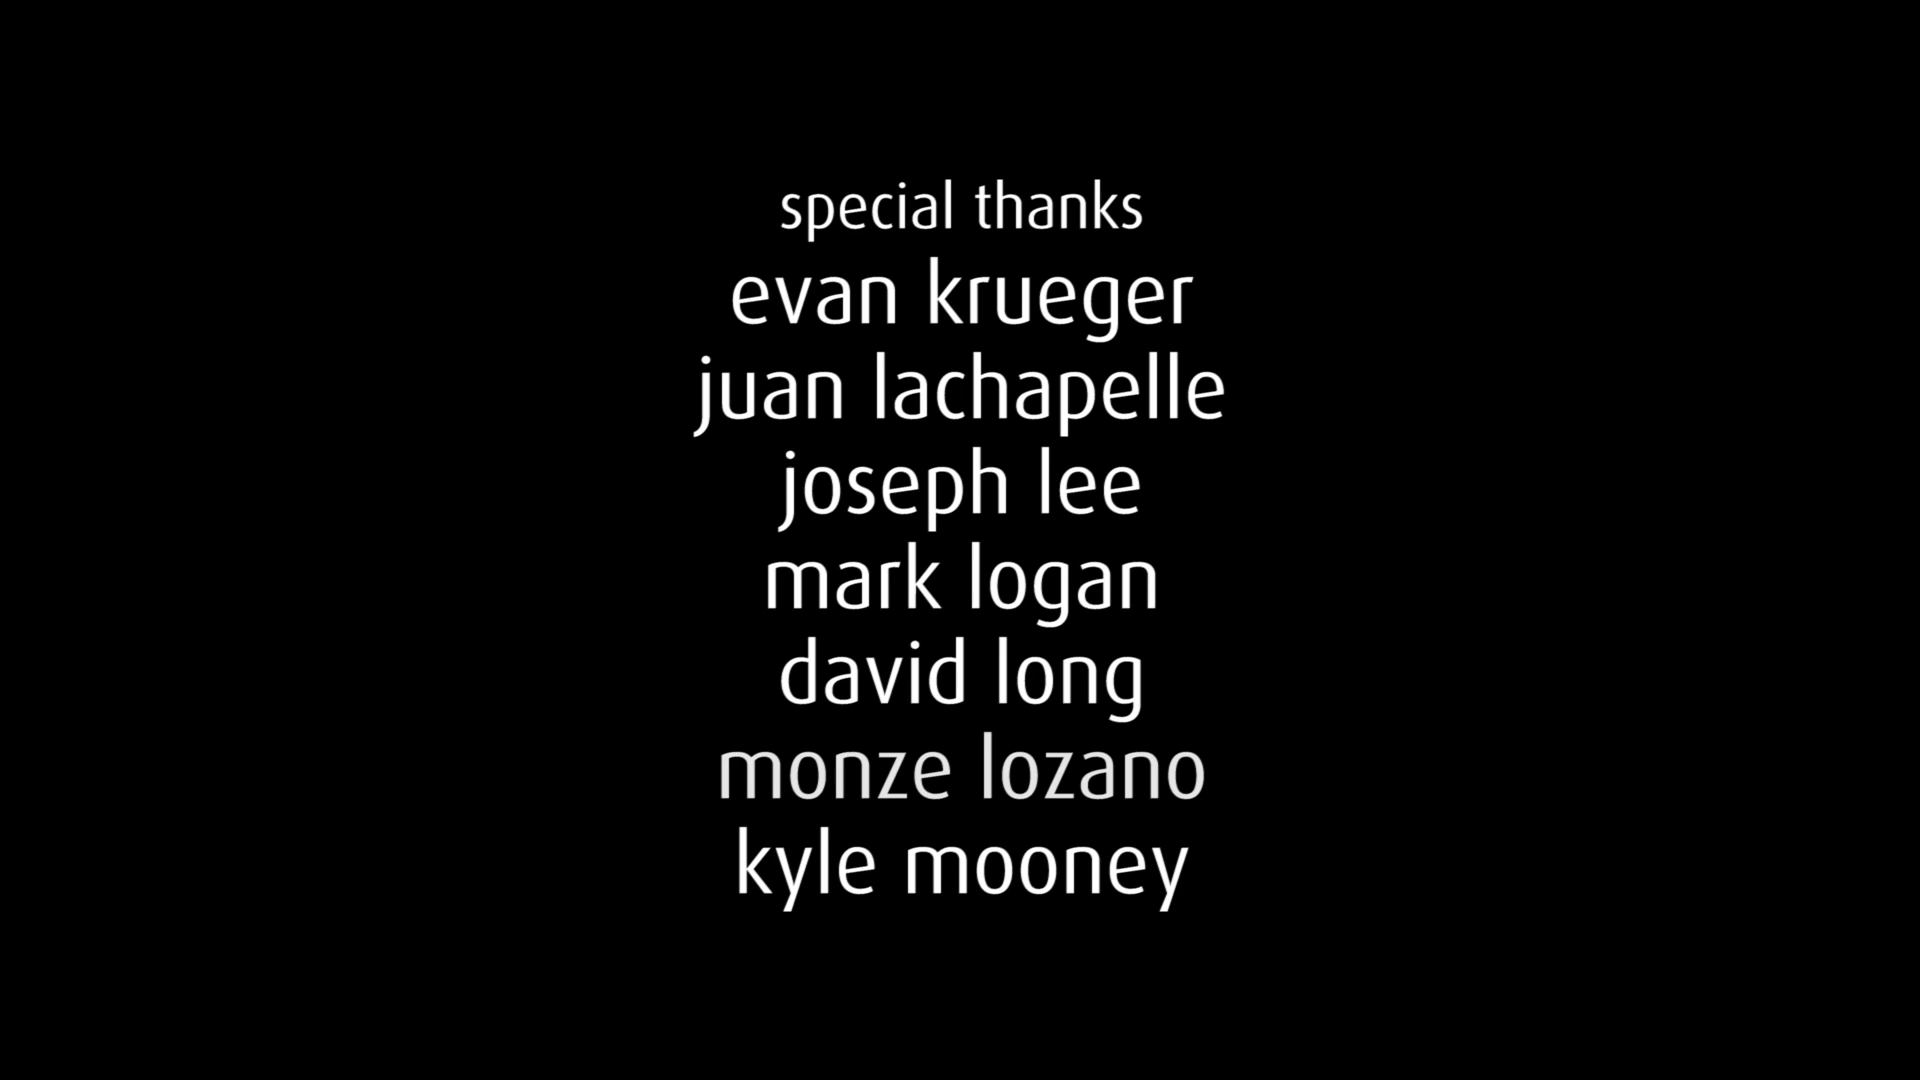 special thanks
evan krueger
juan lachapelle
joseph lee
mark logan
david long
monze lozano
kyle mooney